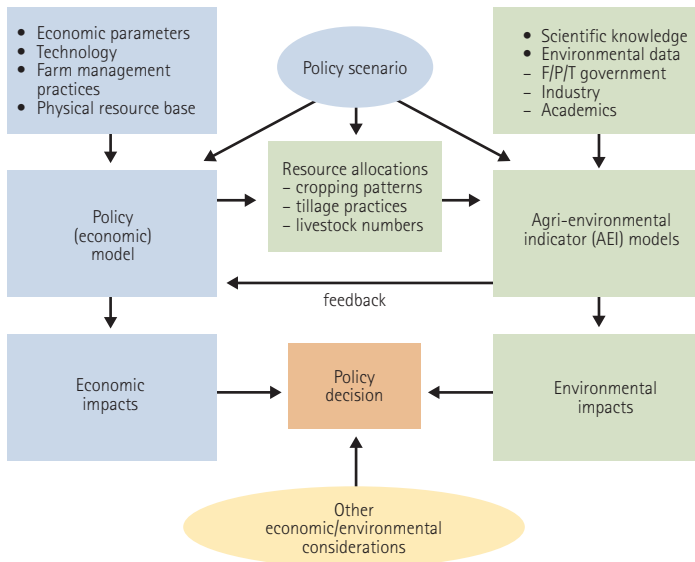 • Economic parameters
• Technology
• Farm management
practices
• Physical resource base
Policy scenario
• Scientific knowledge
• Environmental data
– F/P/T government
– Industry
– Academics
Policy
(economic)
model
Resource allocations
– cropping patterns
– tillage practices
– livestock numbers
Agri-environmental
indicator (AEI) models
feedback
Economic
impacts
Policy
decision
Environmental
impacts
Other
economic/environmental
considerations